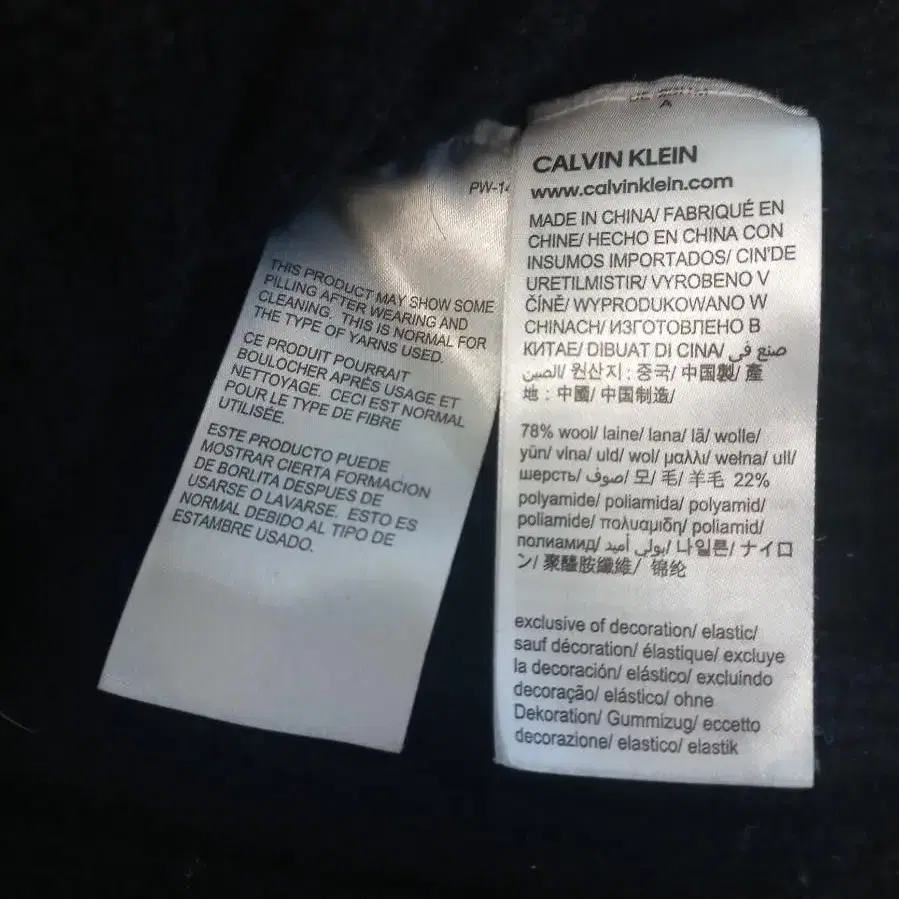 PW-14
THIS PRODUCT MAY SHOW SOME
PILLING AFTER WEARING AND
CLEANING. THIS IS NORMAL FOR
THE TYPE OF YARNS USED.
CE PRODUIT POURRAIT
BOULOCHER APRÈS USAGE ET
NETTOYAGE. CECI EST NORMAL
POUR LE TYPE DE FIBRE
UTILISÉE.
ESTE PRODUCTO PUEDE
MOSTRAR CIERTA FORMACION
DE BORLITA DESPUES DE
USARSE O LAVARSE. ESTO ES
NORMAL DEBIDO AL TIPO DE
ESTAMBRE USADO.
A
CALVIN KLEIN
www.calvinklein.com
MADE IN CHINA/ FABRIQUÉ EN
CHINE/ HECHO EN CHINA CON
INSUMOS IMPORTADOS/ CIN'DE
URETILMISTIR/ VYROBENO V
ČÍNĚ/ WYPRODUKOWANO W
CHINACH/ ИЗГОТОВЛЕНО В
КИТАЕ/ DIBUAT DI CINA/ صنع في
الصين/ 원산지 : 중국/ 中国製/ 產
地 : 中國/ 中国制造/
78% wool/ laine/ lana/ lã/ wolle/
yün/ vlna/ uld/ wol/ μαλλι/ wełna/ ull/
шерсть/ صوف/ 모/ 毛/ 羊毛 22%
polyamide/ poliamida/ polyamid/
poliamide/ πολυαμιδη/ poliamid/
полиамид/ بولي أميد/ 나일론/ ナイロ
ン/ 聚醯胺纖維/ 锦纶
exclusive of decoration/ elastic/
sauf décoration/ élastique/ excluye
la decoración/ elástico/ excluindo
decoração/ elástico/ ohne
Dekoration/ Gummizug/ eccetto
decorazione/ elastico/ elastik